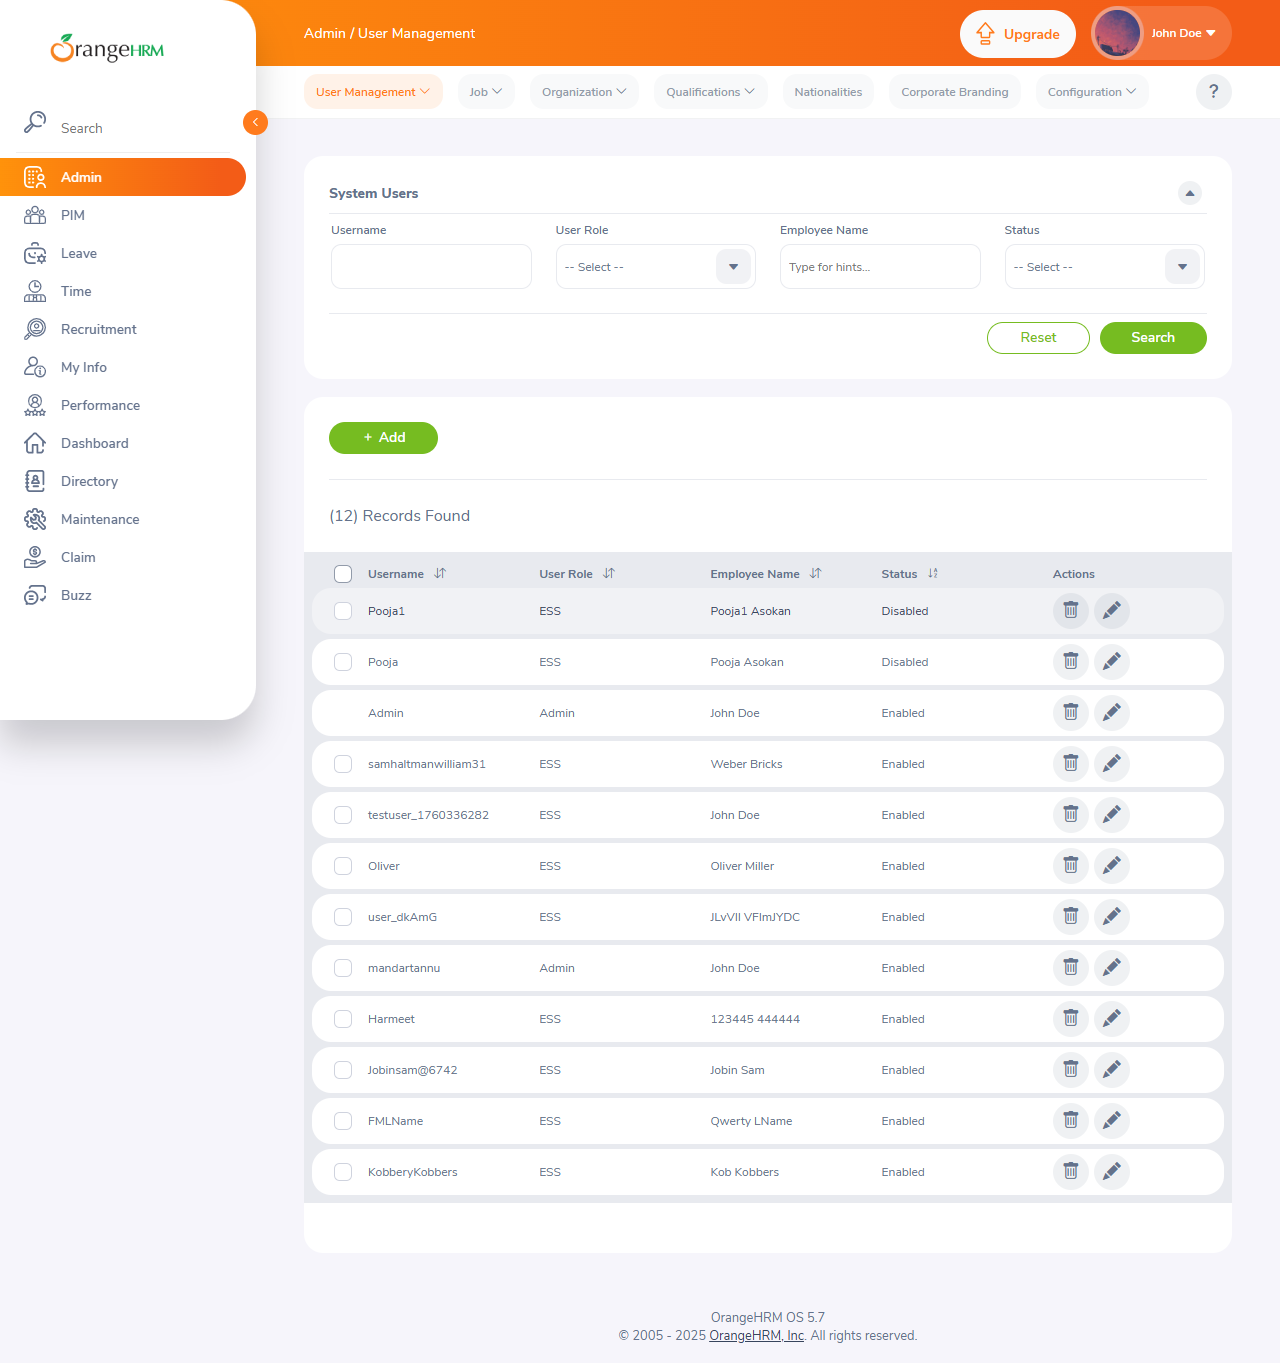 OrangeHRM
Admin / User Management
Upgrade
John Doe
User Management
Job
Organization
Qualifications
Nationalities
Corporate Branding
Configuration
?
Search
Admin
PIM
Leave
Time
Recruitment
My Info
Performance
Dashboard
Directory
Maintenance
Claim
Buzz
System Users
Username
User Role
Employee Name
Status
-- Select --
Type for hints...
-- Select --
Reset
Search
+ Add
(12) Records Found
Username User Role Employee Name Status Actions
Pooja1 ESS Pooja1 Asokan Disabled
Pooja ESS Pooja Asokan Disabled
Admin Admin John Doe Enabled
samhaltmanwilliam31 ESS Weber Bricks Enabled
testuser_1760336282 ESS John Doe Enabled
Oliver ESS Oliver Miller Enabled
user_dkAmG ESS JLvVIl VFlmJYDC Enabled
mandartannu Admin John Doe Enabled
Harmeet ESS 123445 444444 Enabled
Jobinsam@6742 ESS Jobin Sam Enabled
FMLName ESS Qwerty LName Enabled
KobberyKobbers ESS Kob Kobbers Enabled
OrangeHRM OS 5.7
© 2005 - 2025 OrangeHRM, Inc. All rights reserved.